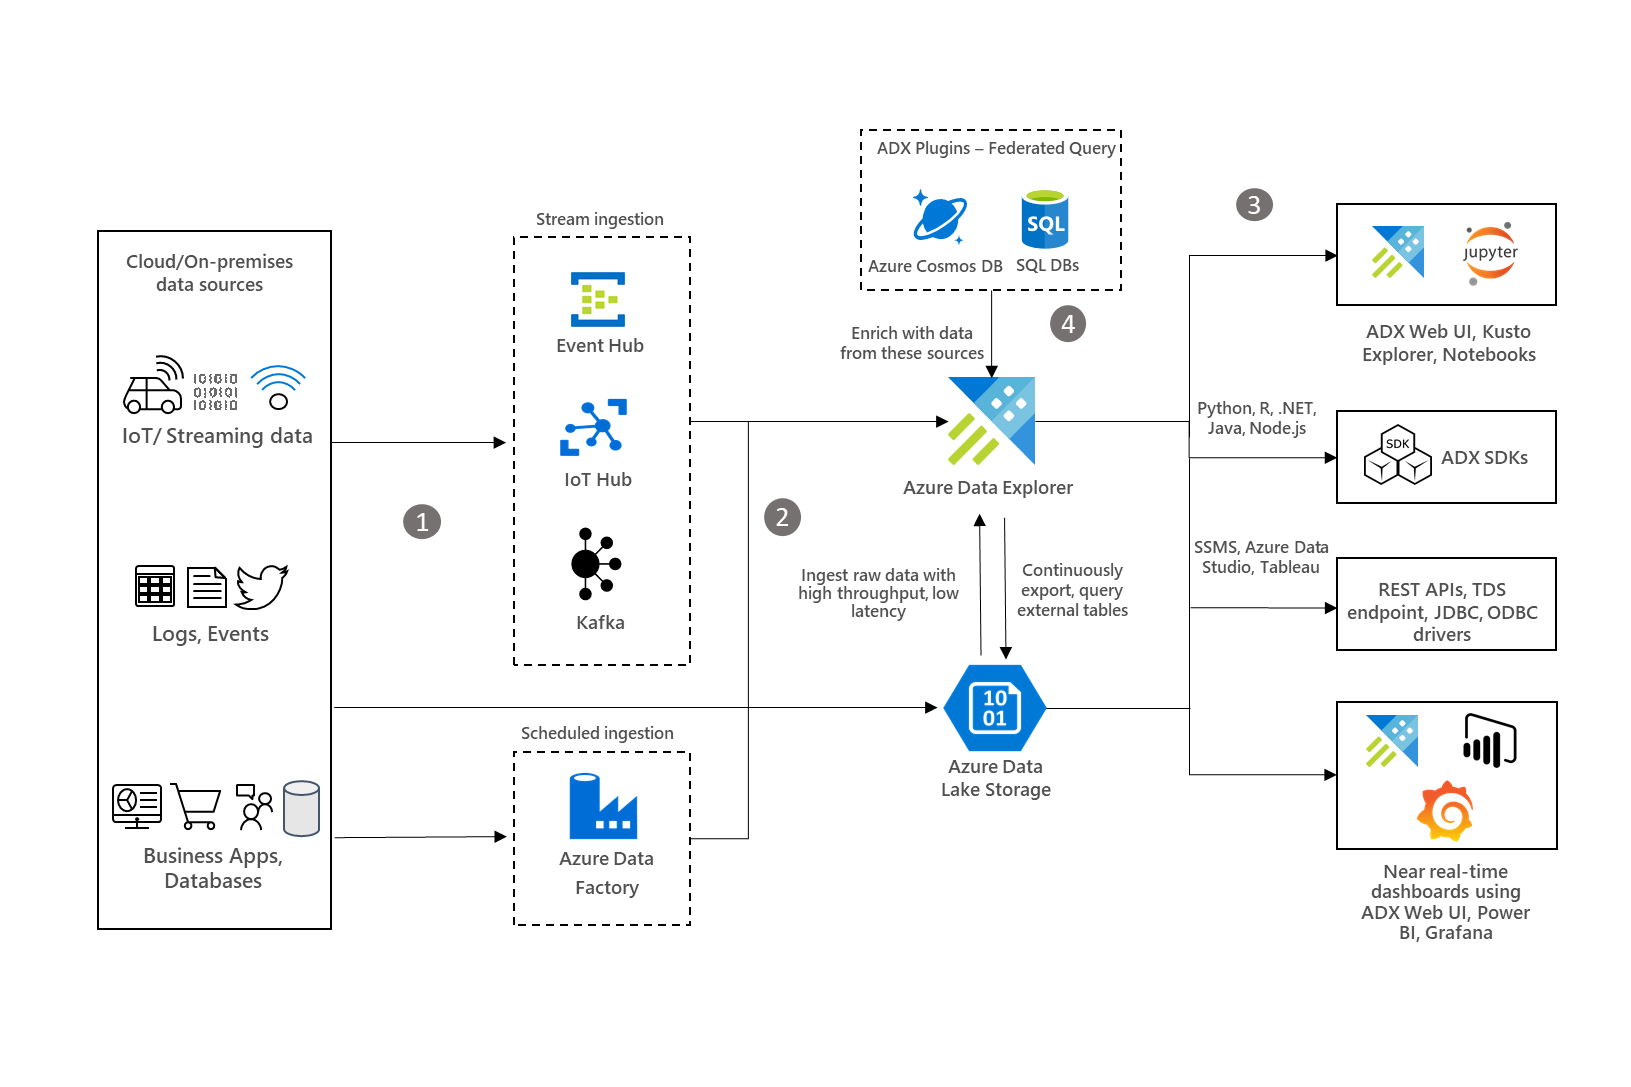 ADX Plugins – Federated Query
SQL
Azure Cosmos DB
SQL DBs
4
Enrich with data
from these sources
Stream ingestion
Event Hub
IoT Hub
Kafka
Cloud/On-premises
data sources
10100
01010
10100
IoT/ Streaming data
Logs, Events
Business Apps,
Databases
1
2
Scheduled ingestion
Azure Data
Factory
Azure Data Explorer
Ingest raw data with
high throughput, low
latency
Continuously
export, query
external tables
10
01
Azure Data
Lake Storage
3
jupyter
ADX Web UI, Kusto
Explorer, Notebooks
Python, R, .NET,
Java, Node.js
SDK
ADX SDKs
SSMS, Azure Data
Studio, Tableau
REST APIs, TDS
endpoint, JDBC, ODBC
drivers
Near real-time
dashboards using
ADX Web UI, Power
BI, Grafana